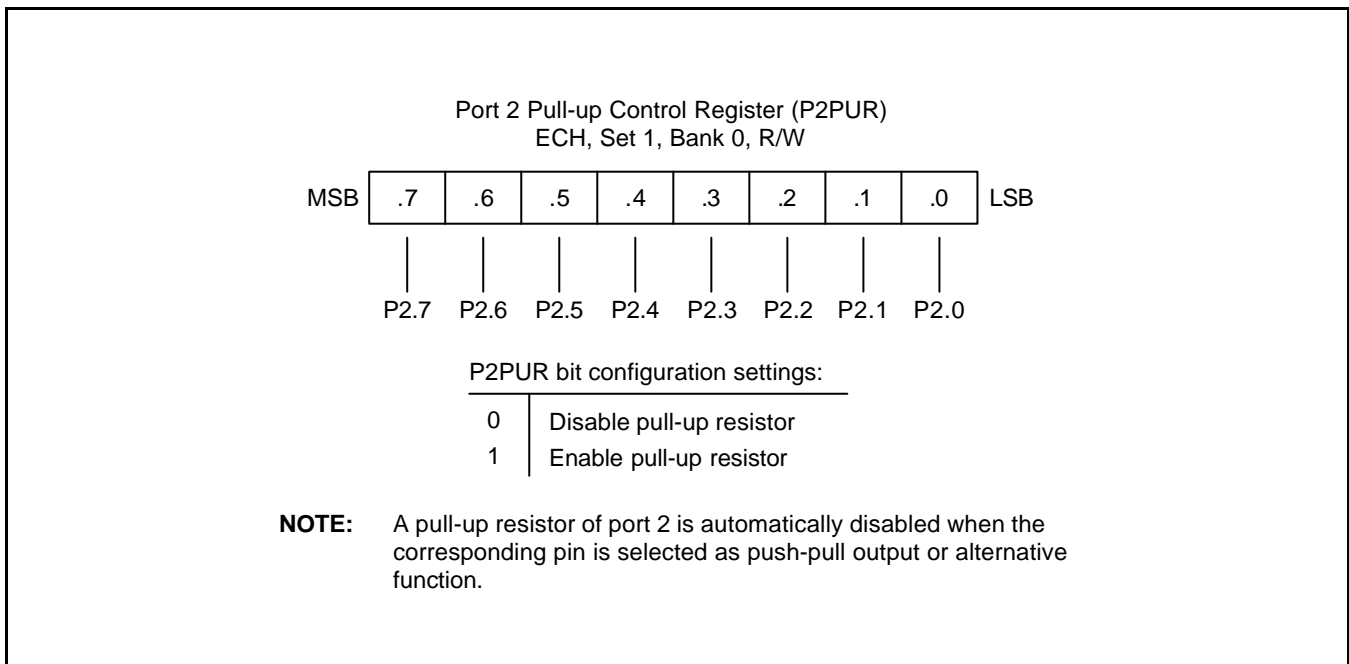 Port 2 Pull-up Control Register (P2PUR)
ECH, Set 1, Bank 0, R/W
MSB .7 .6 .5 .4 .3 .2 .1 .0 LSB
P2.7 P2.6 P2.5 P2.4 P2.3 P2.2 P2.1 P2.0
P2PUR bit configuration settings:
0 Disable pull-up resistor
1 Enable pull-up resistor
NOTE: A pull-up resistor of port 2 is automatically disabled when the
corresponding pin is selected as push-pull output or alternative
function.